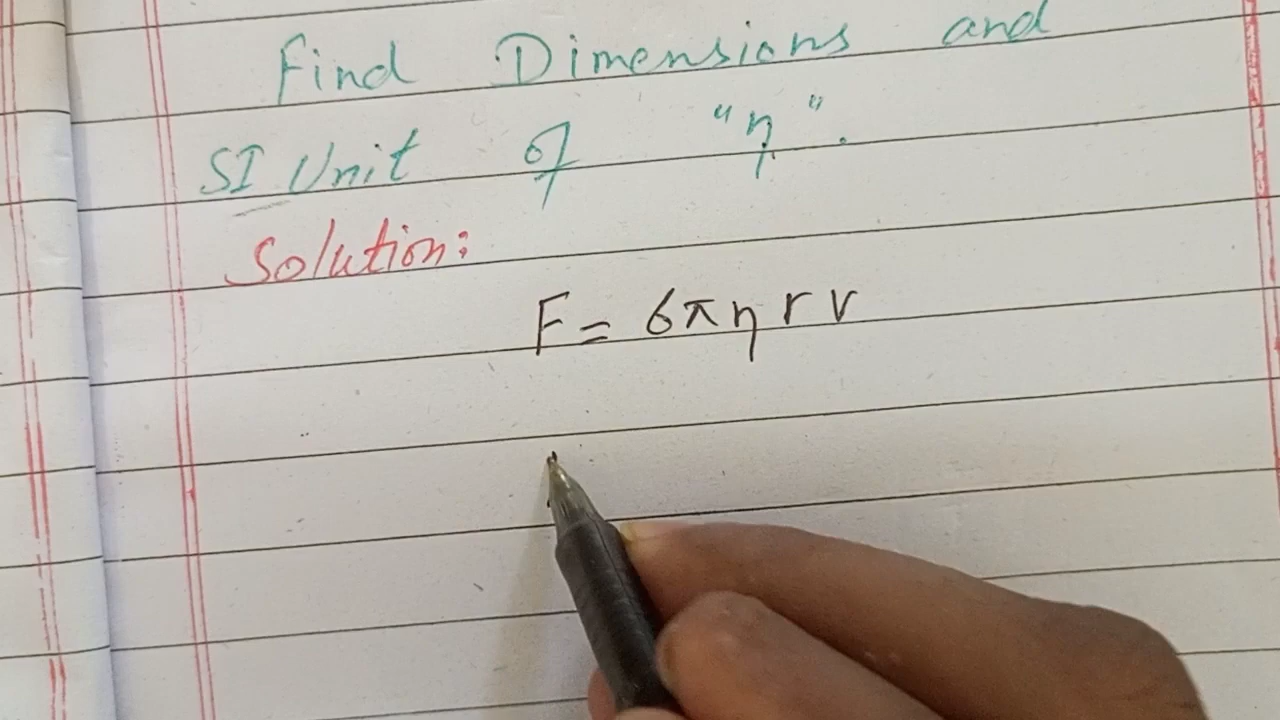 Find Dimensions and
SI Unit of "η".
Solution:
F = 6πηrv